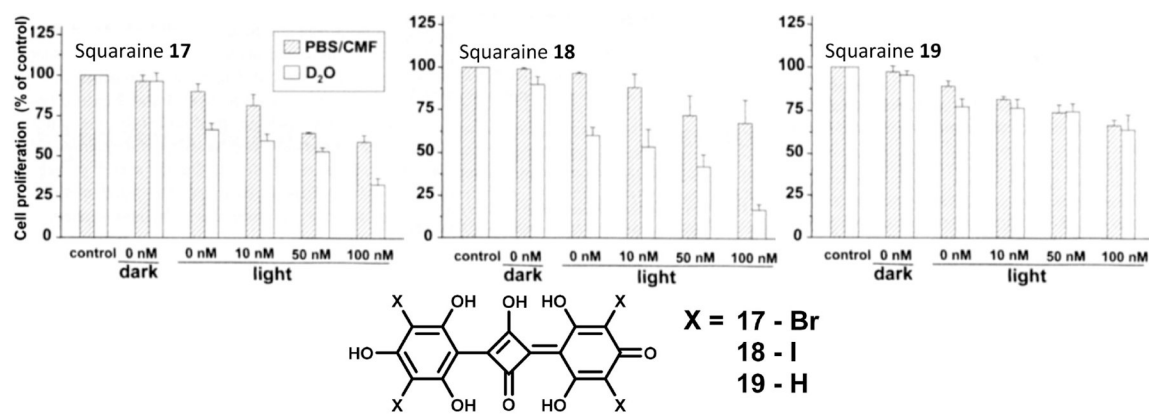 Cell proliferation (% of control)
125
100
75
50
25
0
Squaraine 17
PBS/CMF
D₂O
control 0 nM 0 nM 10 nM 50 nM 100 nM
dark light
125
100
75
50
25
0
Squaraine 18
control 0 nM 0 nM 10 nM 50 nM 100 nM
dark light
125
100
75
50
25
0
Squaraine 19
control 0 nM 0 nM 10 nM 50 nM 100 nM
dark light
X OH OH HO X
HO O
X OH O OH X
X = 17 - Br
18 - I
19 - H